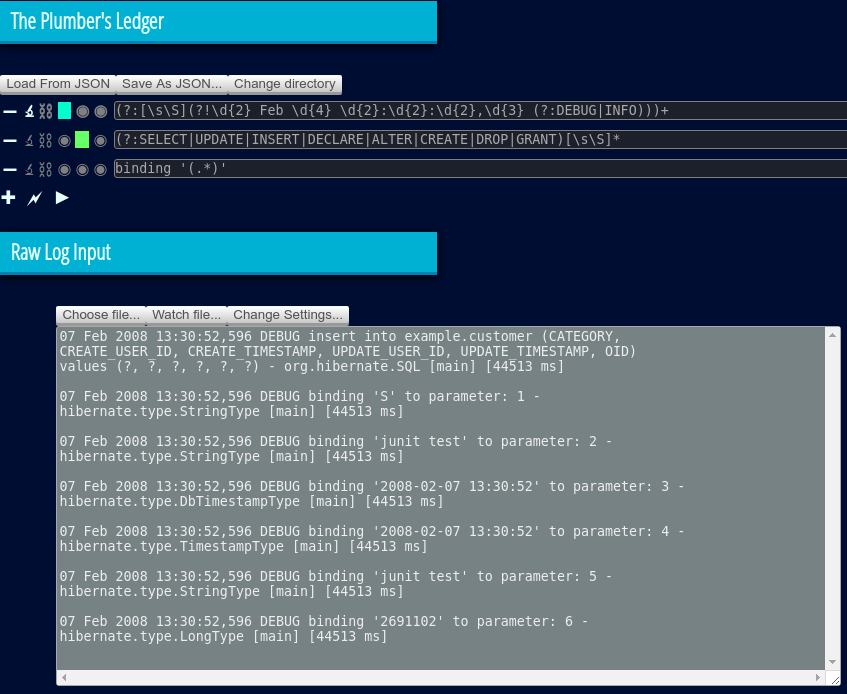 The Plumber's Ledger
Load From JSON Save As JSON... Change directory
(?:[\s\S](?!\d{2} Feb \d{4} \d{2}:\d{2}:\d{2},\d{3} (?:DEBUG|INFO)))+
(?:SELECT|UPDATE|INSERT|DECLARE|ALTER|CREATE|DROP|GRANT)[\s\S]*
binding '(.*)'
Raw Log Input
Choose file... Watch file... Change Settings...
07 Feb 2008 13:30:52,596 DEBUG insert into example.customer (CATEGORY,
CREATE_USER_ID, CREATE_TIMESTAMP, UPDATE_USER_ID, UPDATE_TIMESTAMP, OID)
values (?, ?, ?, ?, ?, ?) - org.hibernate.SQL [main] [44513 ms]
07 Feb 2008 13:30:52,596 DEBUG binding 'S' to parameter: 1 -
hibernate.type.StringType [main] [44513 ms]
07 Feb 2008 13:30:52,596 DEBUG binding 'junit test' to parameter: 2 -
hibernate.type.StringType [main] [44513 ms]
07 Feb 2008 13:30:52,596 DEBUG binding '2008-02-07 13:30:52' to parameter: 3 -
hibernate.type.DbTimestampType [main] [44513 ms]
07 Feb 2008 13:30:52,596 DEBUG binding '2008-02-07 13:30:52' to parameter: 4 -
hibernate.type.TimestampType [main] [44513 ms]
07 Feb 2008 13:30:52,596 DEBUG binding 'junit test' to parameter: 5 -
hibernate.type.StringType [main] [44513 ms]
07 Feb 2008 13:30:52,596 DEBUG binding '2691102' to parameter: 6 -
hibernate.type.LongType [main] [44513 ms]